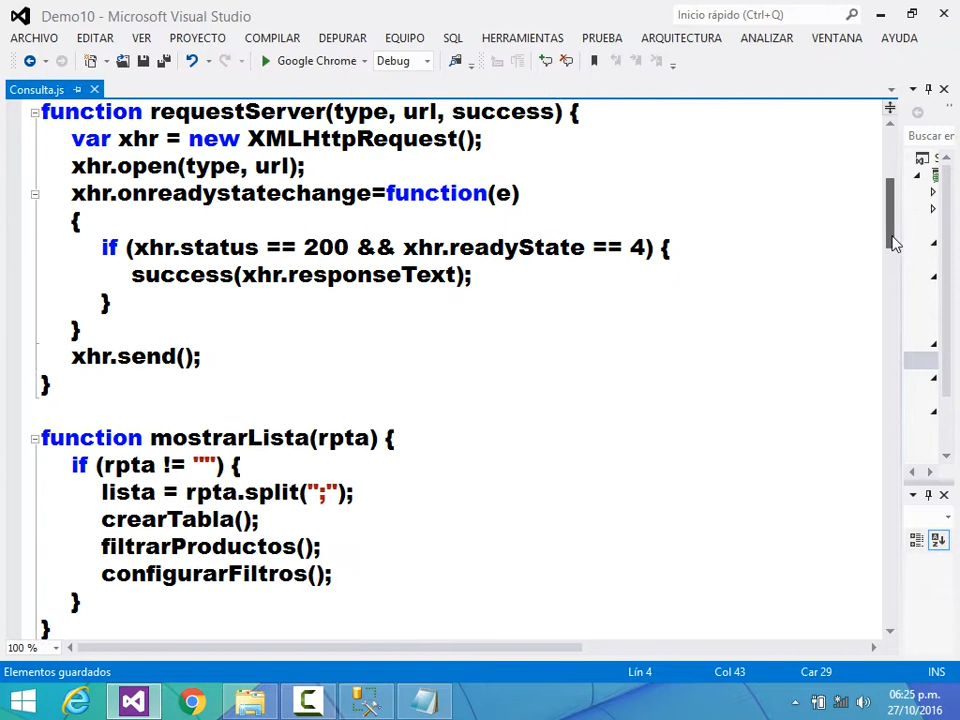 Demo10 - Microsoft Visual Studio
Inicio rápido (Ctrl+Q)
ARCHIVO EDITAR VER PROYECTO COMPILAR DEPURAR EQUIPO SQL HERRAMIENTAS PRUEBA ARQUITECTURA ANALIZAR VENTANA AYUDA
Google Chrome Debug
Consulta.js
function requestServer(type, url, success) {
var xhr = new XMLHttpRequest();
xhr.open(type, url);
xhr.onreadystatechange=function(e)
{
if (xhr.status == 200 && xhr.readyState == 4) {
success(xhr.responseText);
}
}
xhr.send();
}
function mostrarLista(rpta) {
if (rpta != "") {
lista = rpta.split(";");
crearTabla();
filtrarProductos();
configurarFiltros();
}
}
Buscar en
100 %
Elementos guardados Lín 4 Col 43 Car 29 INS
06:25 p.m.
27/10/2016